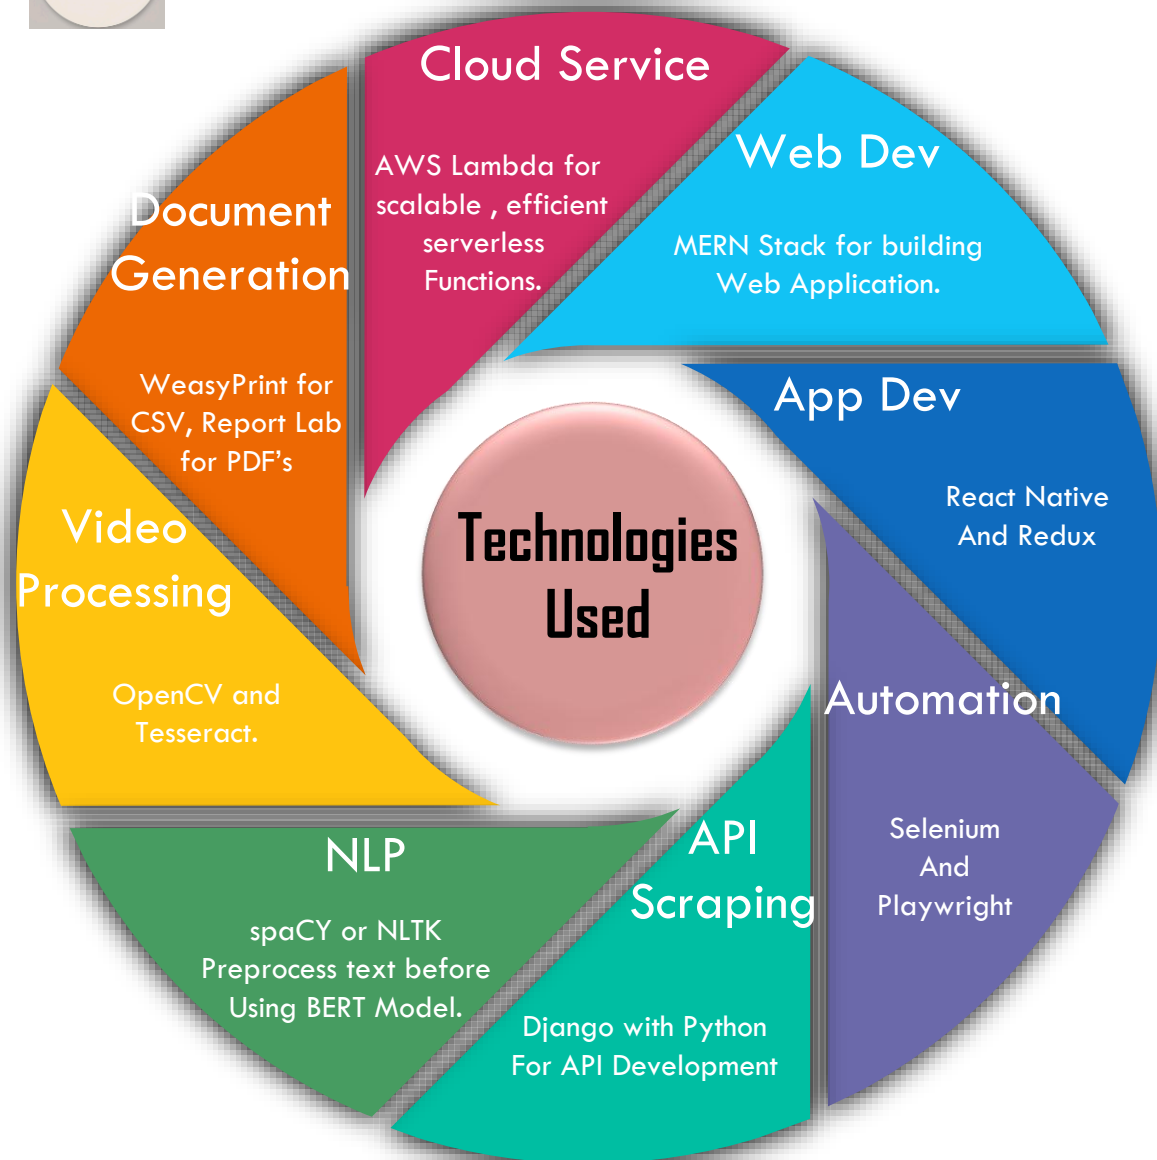 Cloud Service
AWS Lambda for
scalable , efficient
serverless
Functions.
Web Dev
MERN Stack for building
Web Application.
App Dev
React Native
And Redux
Automation
Selenium
And
Playwright
API
Scraping
Django with Python
For API Development
NLP
spaCY or NLTK
Preprocess text before
Using BERT Model.
Video
Processing
OpenCV and
Tesseract.
Document
Generation
WeasyPrint for
CSV, Report Lab
for PDF’s
Technologies
Used